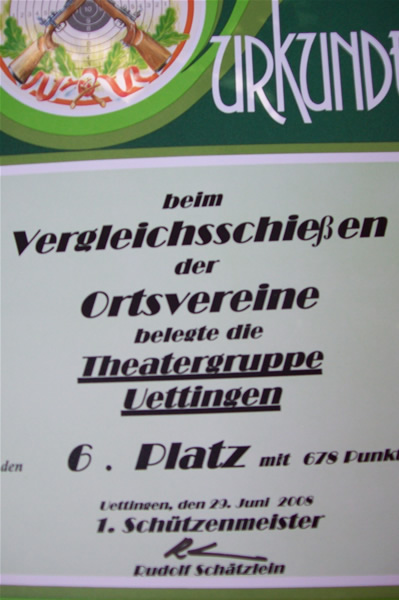 URKUNDE
beim
Vergleichsschießen
der
Ortsvereine
belegte die
Theatergruppe
Uettingen
den 6. Platz mit 678 Punkt
Uettingen, den 29. Juni 2008
1. Schützenmeister
Rudolf Schätzlein